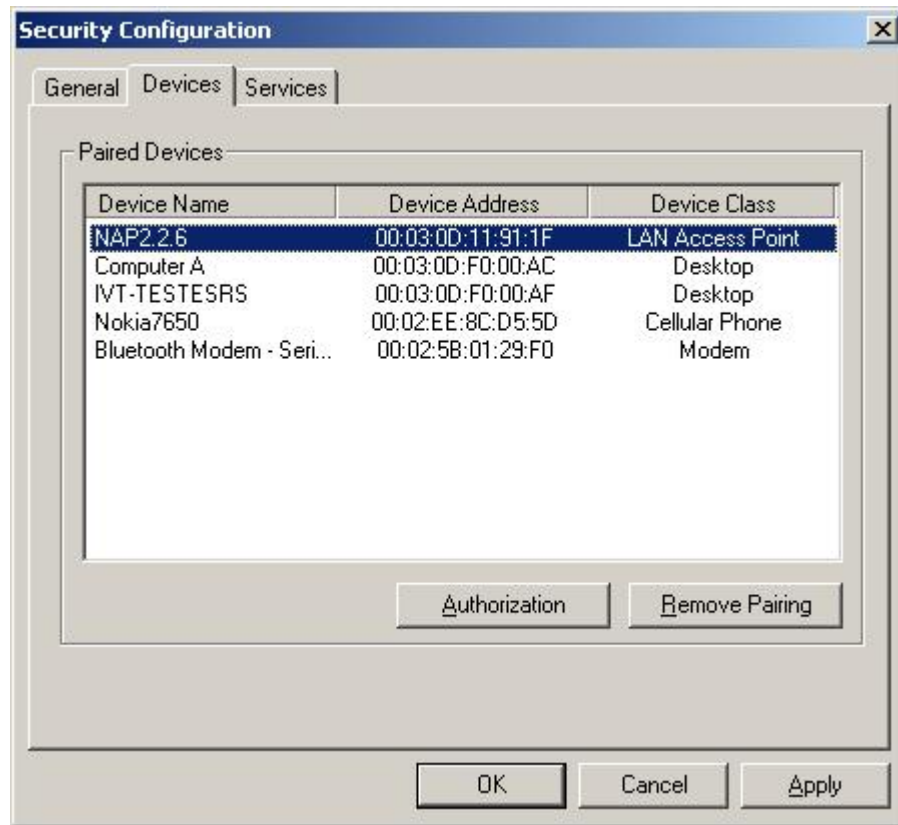 Security Configuration
General Devices Services
Paired Devices
Device Name Device Address Device Class
NAP2.2.6 00:03:0D:11:91:1F LAN Access Point
Computer A 00:03:0D:F0:00:AC Desktop
IVT-TESTESRS 00:03:0D:F0:00:AF Desktop
Nokia7650 00:02:EE:8C:D5:5D Cellular Phone
Bluetooth Modem - Seri... 00:02:5B:01:29:F0 Modem
Authorization Remove Pairing
OK Cancel Apply